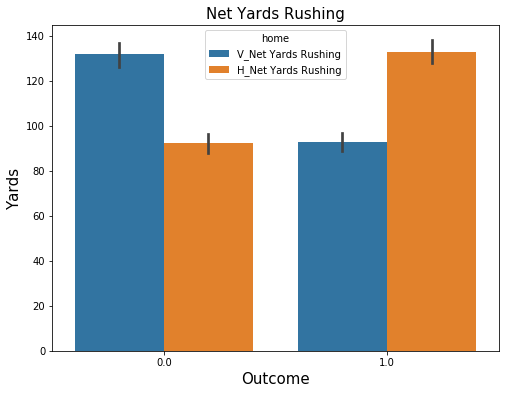 Net Yards Rushing
home
V_Net Yards Rushing
H_Net Yards Rushing
Yards
140
120
100
80
60
40
20
0
0.0 1.0
Outcome